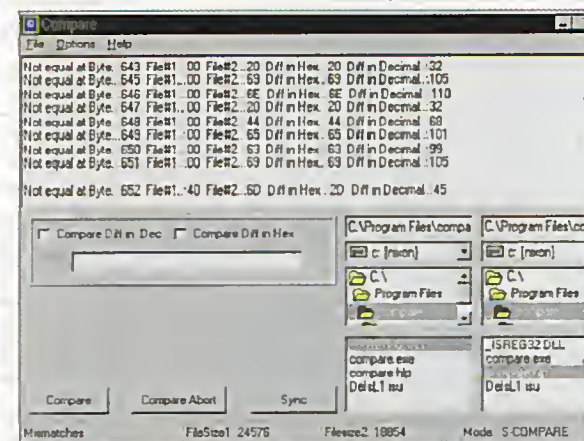 Compare
File Options Help
Not equal at Byte.. 643 File#1...00 File#2...20 Diff in Hex.. 20 Diff in Decimal.:32
Not equal at Byte.. 645 File#1...00 File#2...69 Diff in Hex.. 69 Diff in Decimal.:105
Not equal at Byte.. 646 File#1...00 File#2...6E Diff in Hex.. 6E Diff in Decimal.:110
Not equal at Byte.. 647 File#1...00 File#2...20 Diff in Hex.. 20 Diff in Decimal.:32
Not equal at Byte.. 648 File#1...00 File#2...44 Diff in Hex.. 44 Diff in Decimal.:68
Not equal at Byte.. 649 File#1...00 File#2...65 Diff in Hex.. 65 Diff in Decimal.:101
Not equal at Byte.. 650 File#1...00 File#2...63 Diff in Hex.. 63 Diff in Decimal.:99
Not equal at Byte.. 651 File#1...00 File#2...69 Diff in Hex.. 69 Diff in Decimal.:105
Not equal at Byte.. 652 File#1...40 File#2...6D Diff in Hex.. 2D Diff in Decimal.:45
Compare Diff in Dec Compare Diff in Hex
C:\Program Files\compa C:\Program Files\co
c: [nixon] c: [nixon]
C:\ C:\
Program Files Program Files
_ISREG32.DLL
compare.exe compare.exe
compare.hlp
DelsL1.isu DelsL1.isu
Compare Compare Abort Sync
Mismatches FileSize1 24576 Filesize2 18854 Mode S-COMPARE